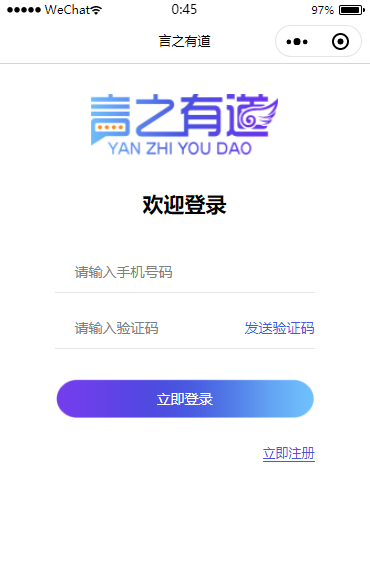 WeChat 0:45 97%
言之有道
言之有道
YAN ZHI YOU DAO
欢迎登录
请输入手机号码
请输入验证码 发送验证码
立即登录
立即注册